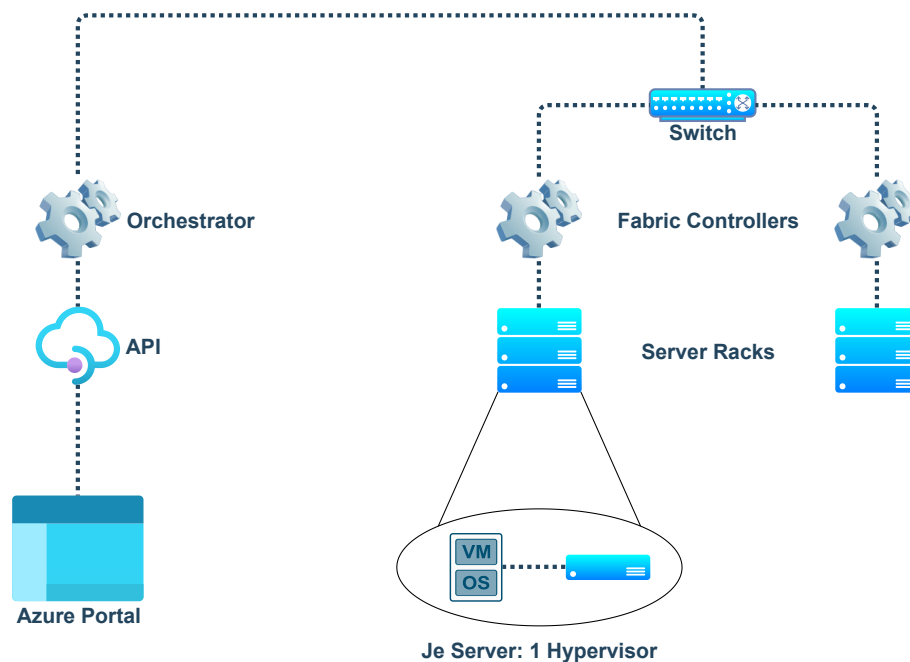 Switch
Orchestrator
Fabric Controllers
API
Server Racks
VM
OS
Azure Portal
Je Server: 1 Hypervisor